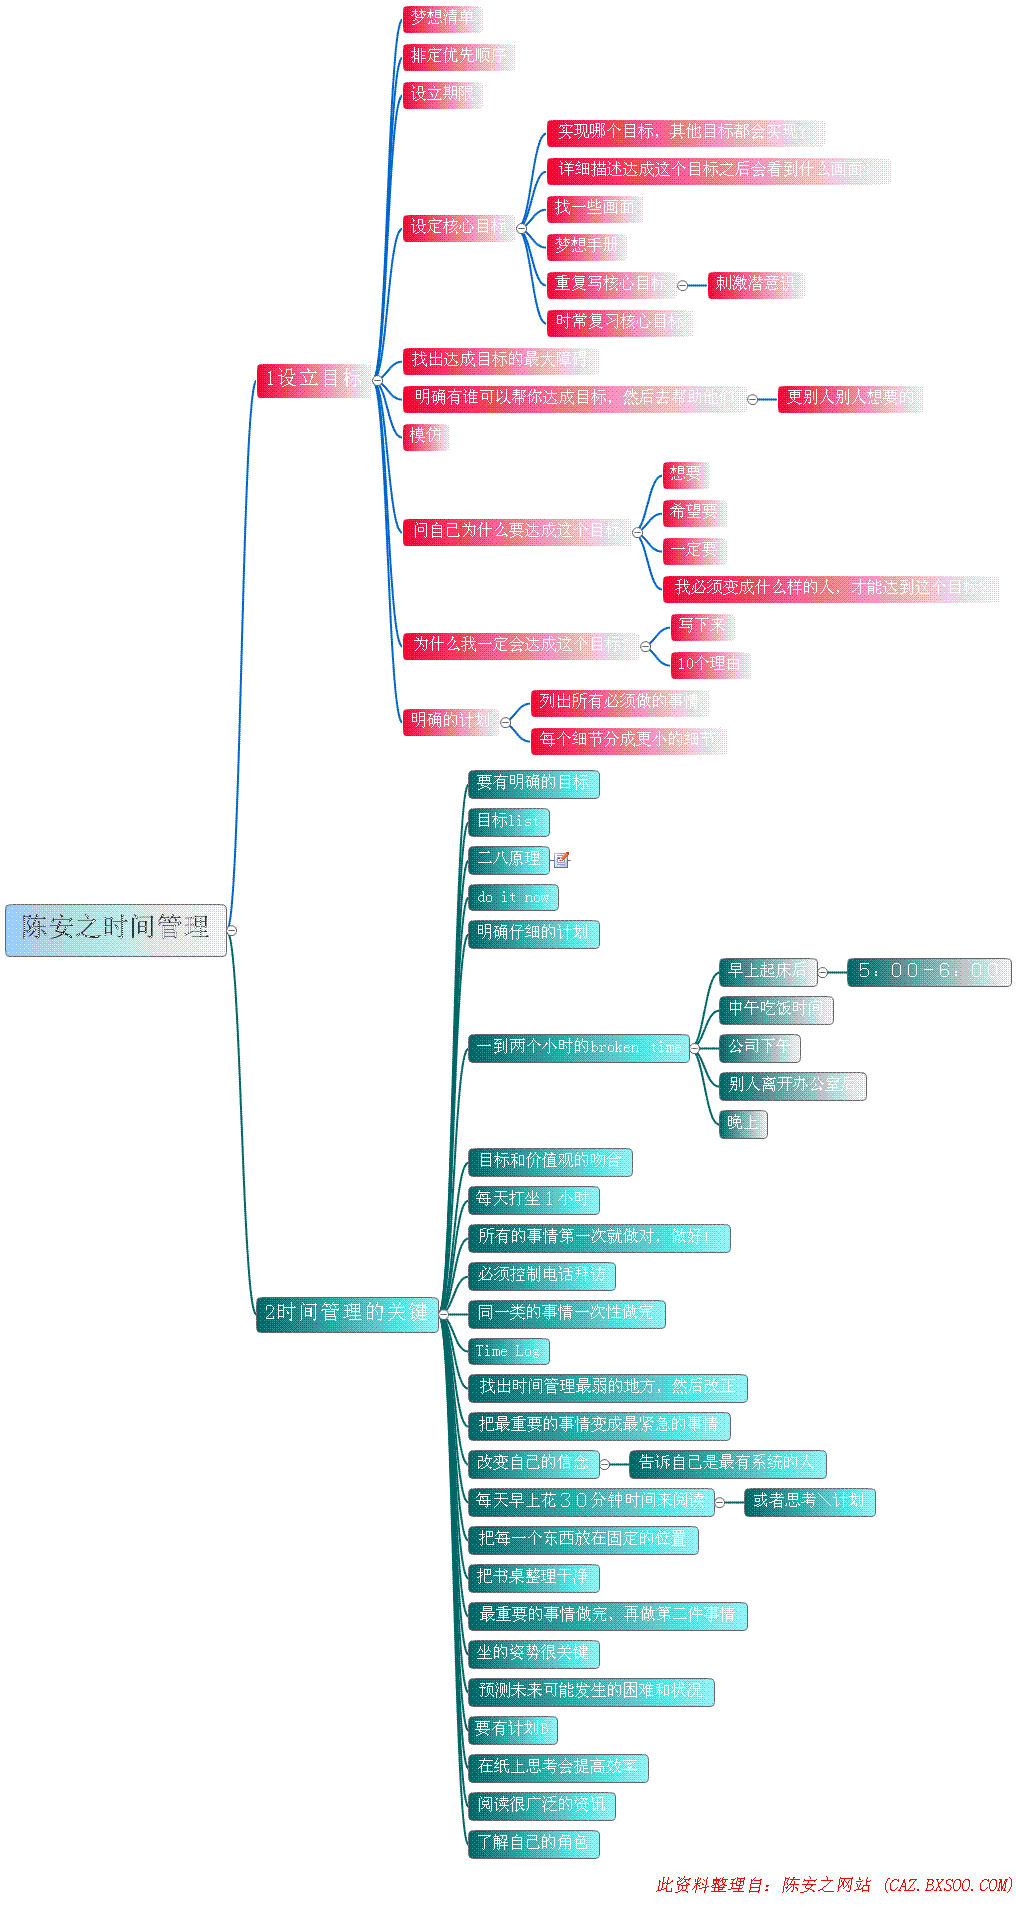 梦想清单
排定优先顺序
设立期限
实现哪个目标，其他目标都会实现？
详细描述达成这个目标之后会看到什么画面
找一些画面
设定核心目标
梦想手册
重复写核心目标
刺激潜意识
时常复习核心目标
找出达成目标的最大障碍
1设立目标
明确有谁可以帮你达成目标，然后去帮助他们
更别人别人想要的
模仿
想要
希望要
问自己为什么要达成这个目标
一定要
我必须变成什么样的人，才能达到这个目标
写下来
为什么我一定会达成这个目标
10个理由
列出所有必须做的事情
明确的计划
每个细节分成更小的细节
要有明确的目标
目标list
二八原理
do it now
陈安之时间管理
明确仔细的计划
早上起床后
５：００－６：００
中午吃饭时间
一到两个小时的broken time
公司下午
别人离开办公室后
晚上
目标和价值观的吻合
每天打坐１小时
所有的事情第一次就做对，做好！
必须控制电话拜访
2时间管理的关键
同一类的事情一次性做完
Time Log
找出时间管理最弱的地方，然后改正
把最重要的事情变成最紧急的事情
改变自己的信念
告诉自己是最有系统的人
每天早上花３０分钟时间来阅读
或者思考＼计划
把每一个东西放在固定的位置
把书桌整理干净
最重要的事情做完，再做第二件事情
坐的姿势很关键
预测未来可能发生的困难和状况
要有计划B
在纸上思考会提高效率
阅读很广泛的资讯
了解自己的角色
此资料整理自：陈安之网站 (CAZ.BXSOO.COM)